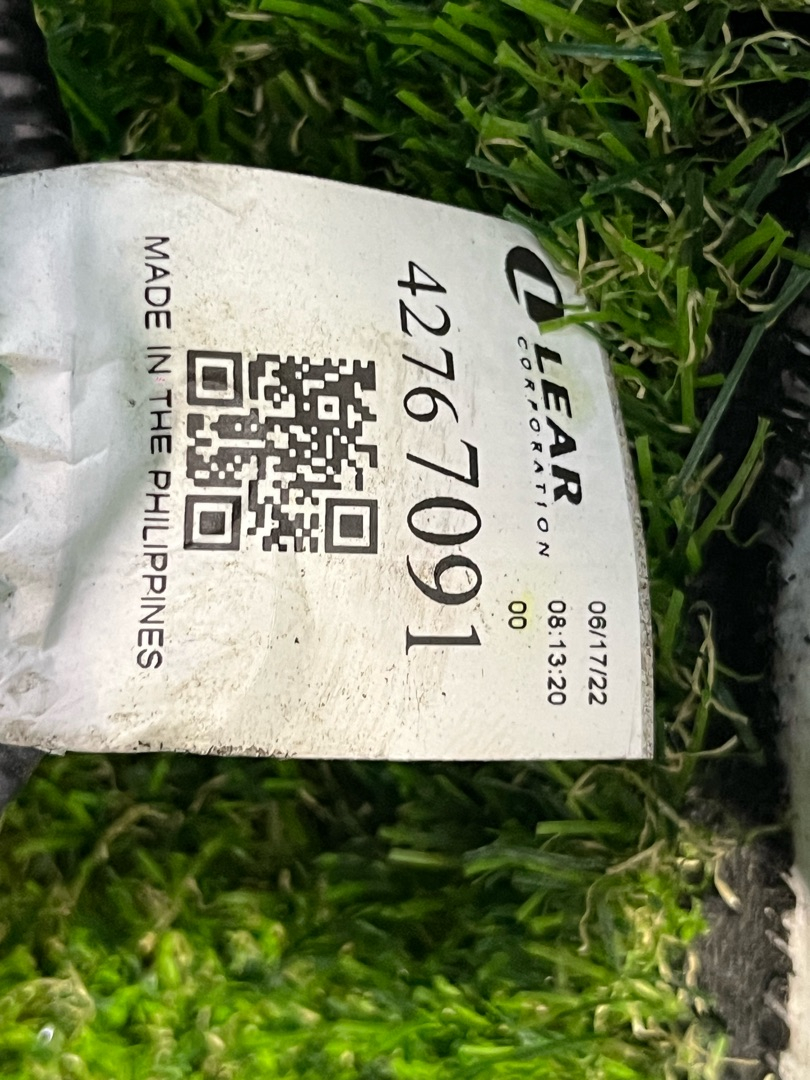 LEAR
CORPORATION
06/17/22
08:13:20
00
42767091
MADE IN THE PHILIPPINES